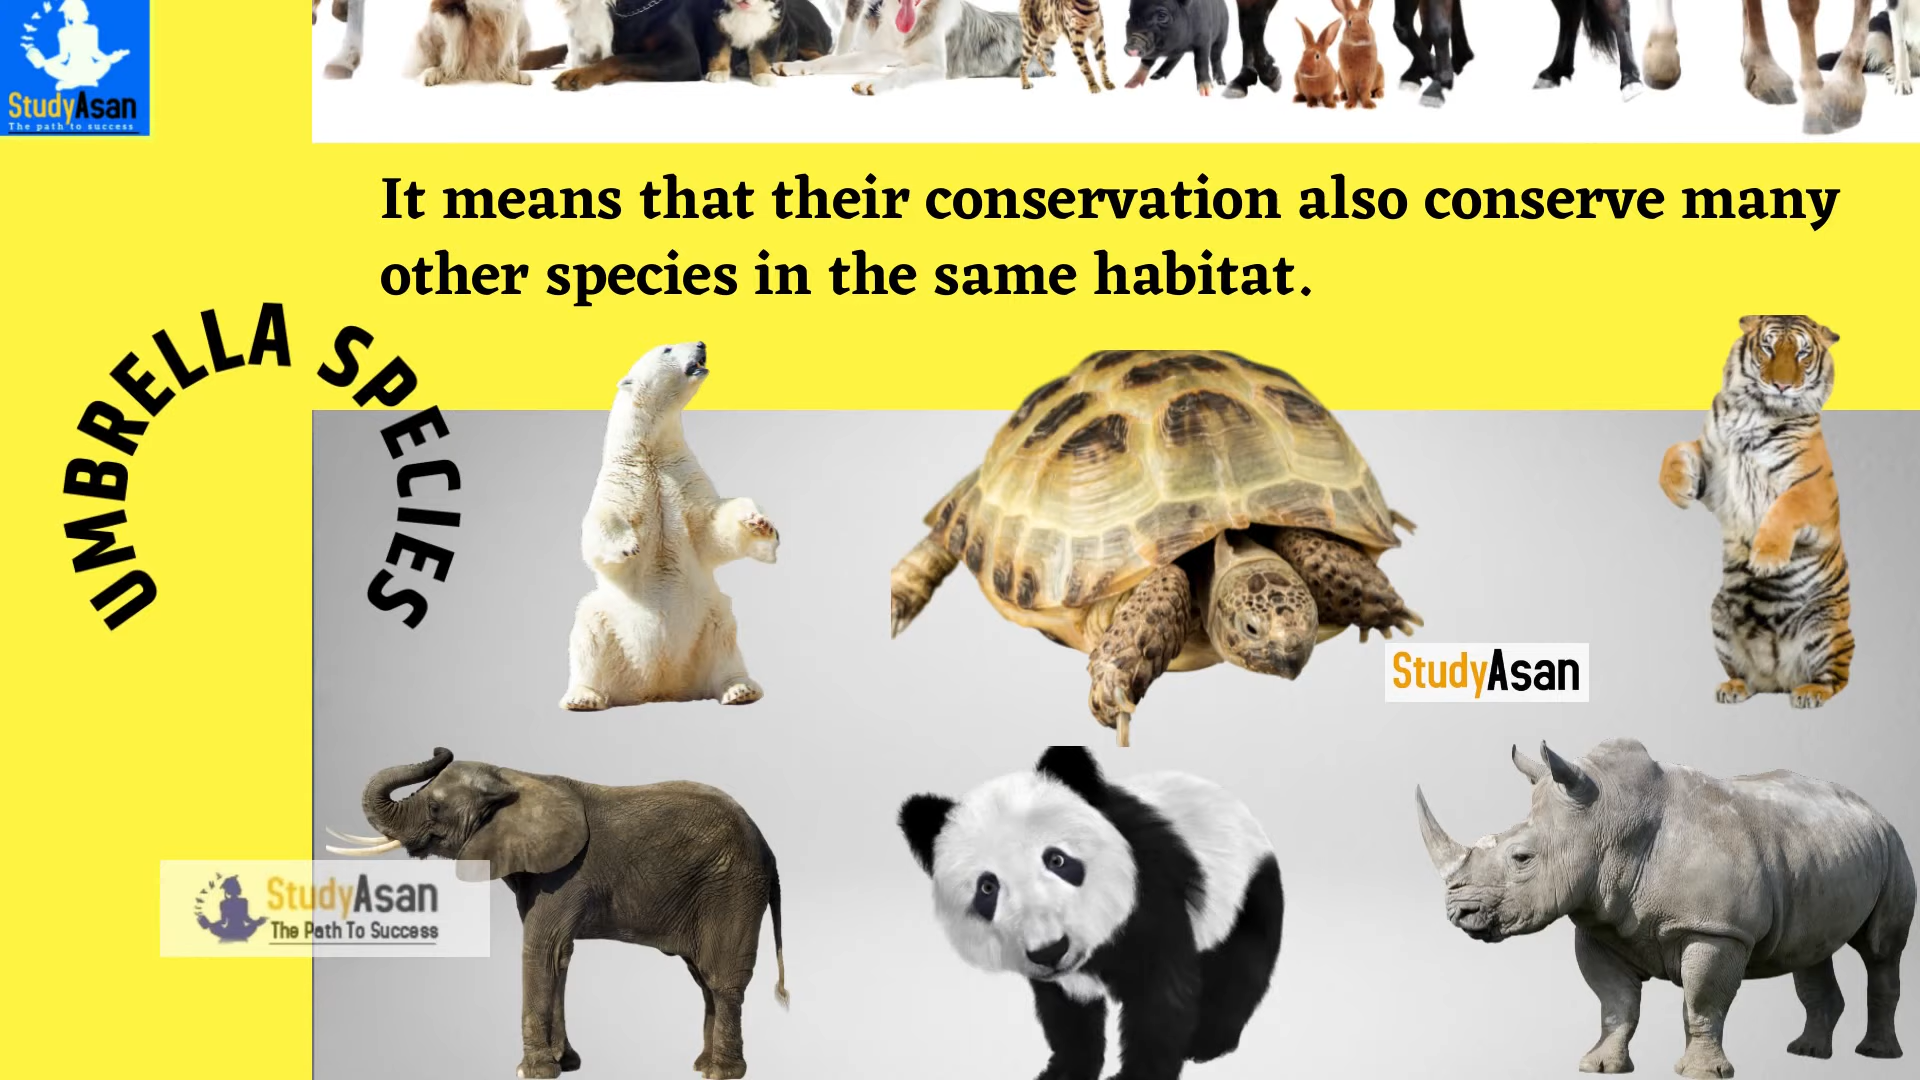 StudyAsan
The path to success
It means that their conservation also conserve many
other species in the same habitat.
UMBRELLA SPECIES
StudyAsan
StudyAsan
The Path To Success